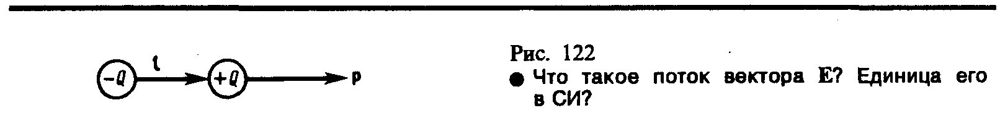 l
-Q +Q p
Рис. 122
● Что такое поток вектора E? Единица его
в СИ?